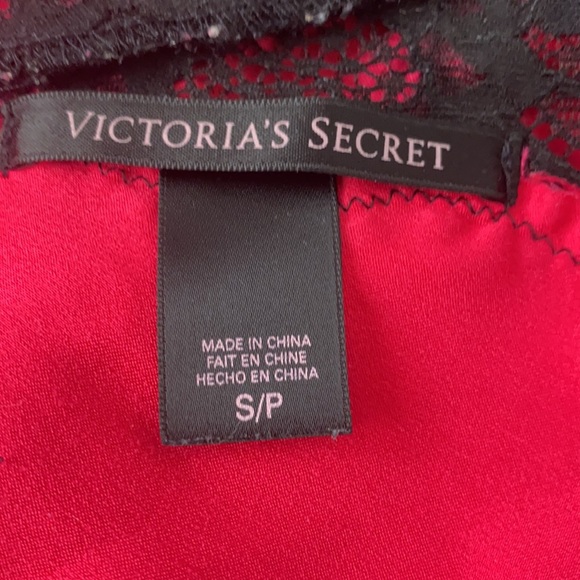 VICTORIA'S SECRET
MADE IN CHINA
FAIT EN CHINE
HECHO EN CHINA
S/P